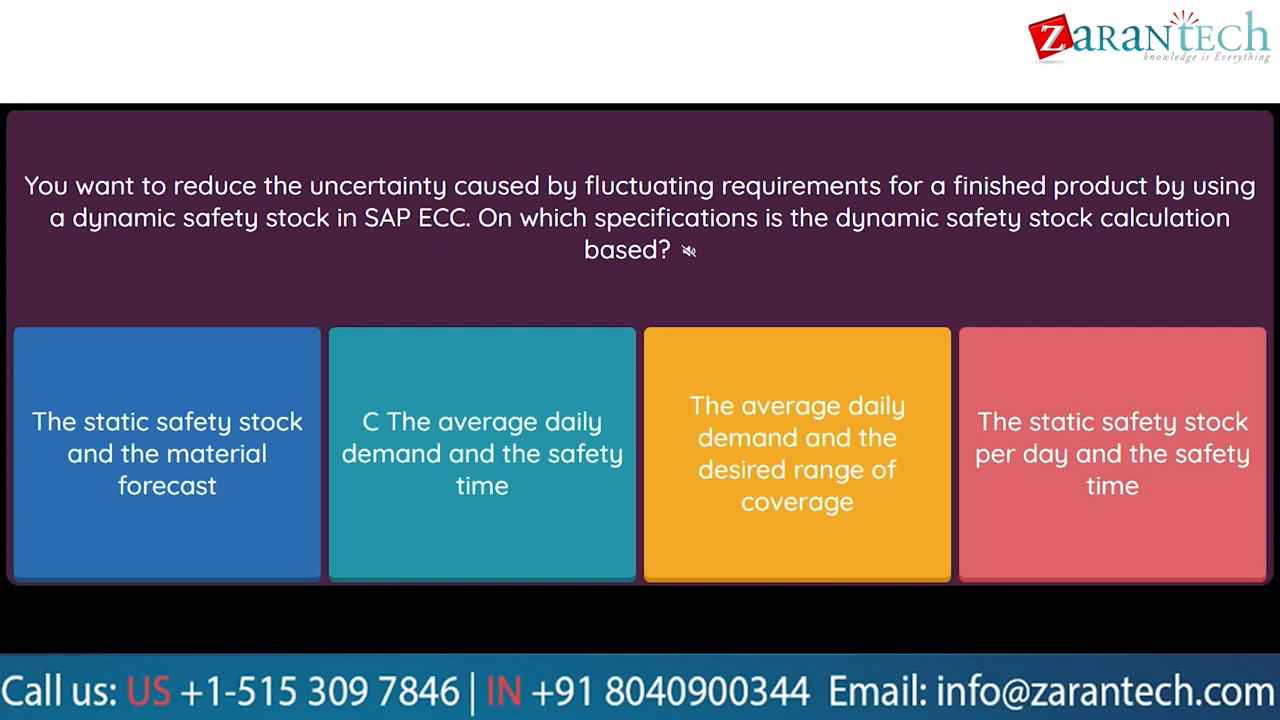 ZARANTECH
knowledge is Everything
You want to reduce the uncertainty caused by fluctuating requirements for a finished product by using
a dynamic safety stock in SAP ECC. On which specifications is the dynamic safety stock calculation
based?
The static safety stock
and the material
forecast
C The average daily
demand and the safety
time
The average daily
demand and the
desired range of
coverage
The static safety stock
per day and the safety
time
Call us: US +1-515 309 7846 | IN +91 8040900344 Email: info@zarantech.com